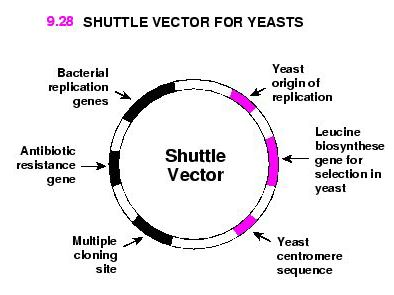 9.28 SHUTTLE VECTOR FOR YEASTS
Bacterial
replication
genes
Yeast
origin of
replication
Antibiotic
resistance
gene
Shuttle
Vector
Leucine
biosynthese
gene for
selection in
yeast
Multiple
cloning
site
Yeast
centromere
sequence